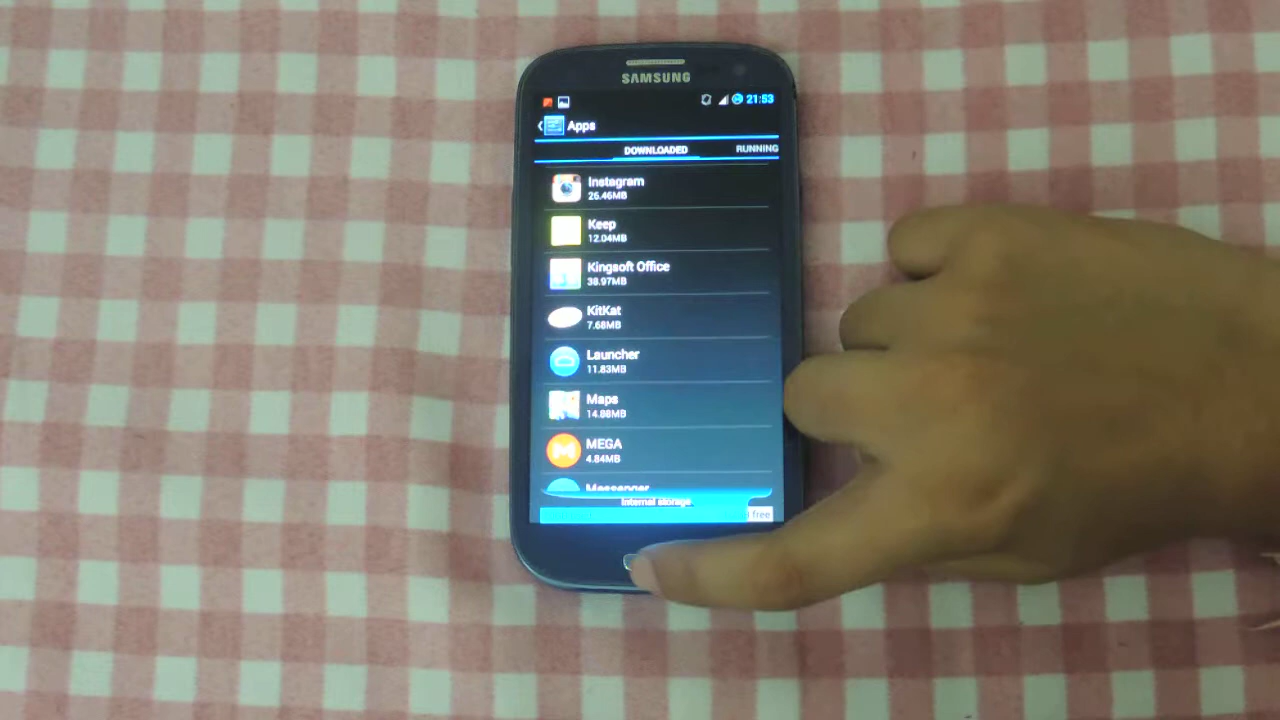 SAMSUNG
21:53
Apps
DOWNLOADED
RUNNING
Instagram
26.46MB
Keep
12.04MB
Kingsoft Office
38.97MB
KitKat
7.68MB
Launcher
11.83MB
Maps
14.88MB
MEGA
4.84MB
Messenger
Internal storage
free